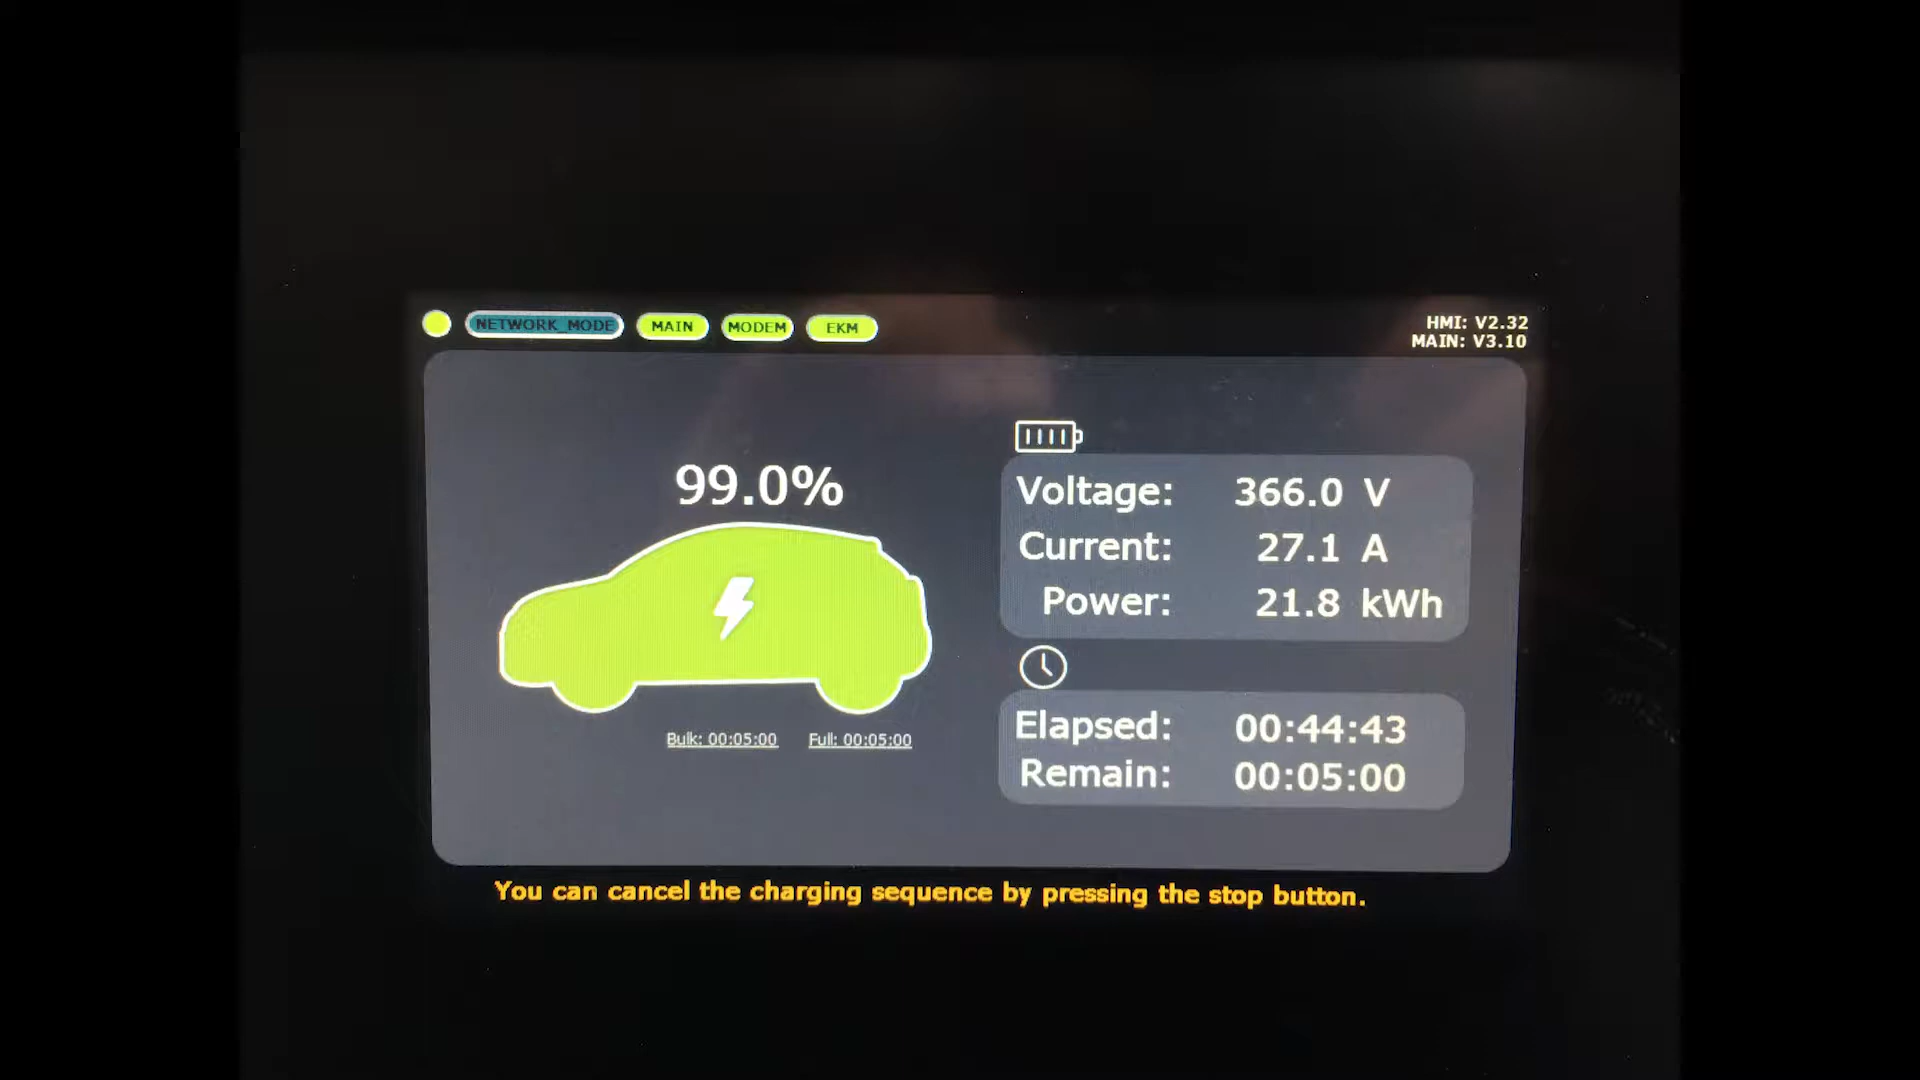 NETWORK_MODE MAIN MODEM EKM
HMI: V2.32
MAIN: V3.10
99.0%
Bulk: 00:05:00 Full: 00:05:00
Voltage: 366.0 V
Current: 27.1 A
Power: 21.8 kWh
Elapsed: 00:44:43
Remain: 00:05:00
You can cancel the charging sequence by pressing the stop button.